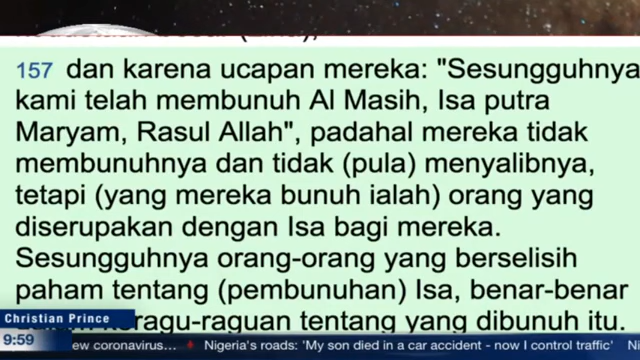 157 dan karena ucapan mereka: "Sesungguhnya
kami telah membunuh Al Masih, Isa putra
Maryam, Rasul Allah", padahal mereka tidak
membunuhnya dan tidak (pula) menyalibnya,
tetapi (yang mereka bunuh ialah) orang yang
diserupakan dengan Isa bagi mereka.
Sesungguhnya orang-orang yang berselisih
paham tentang (pembunuhan) Isa, benar-benar
ragu-raguan tentang yang dibunuh itu.
Christian Prince
9:59 ew coronavirus... Nigeria's roads: 'My son died in a car accident - now I control traffic' Ni